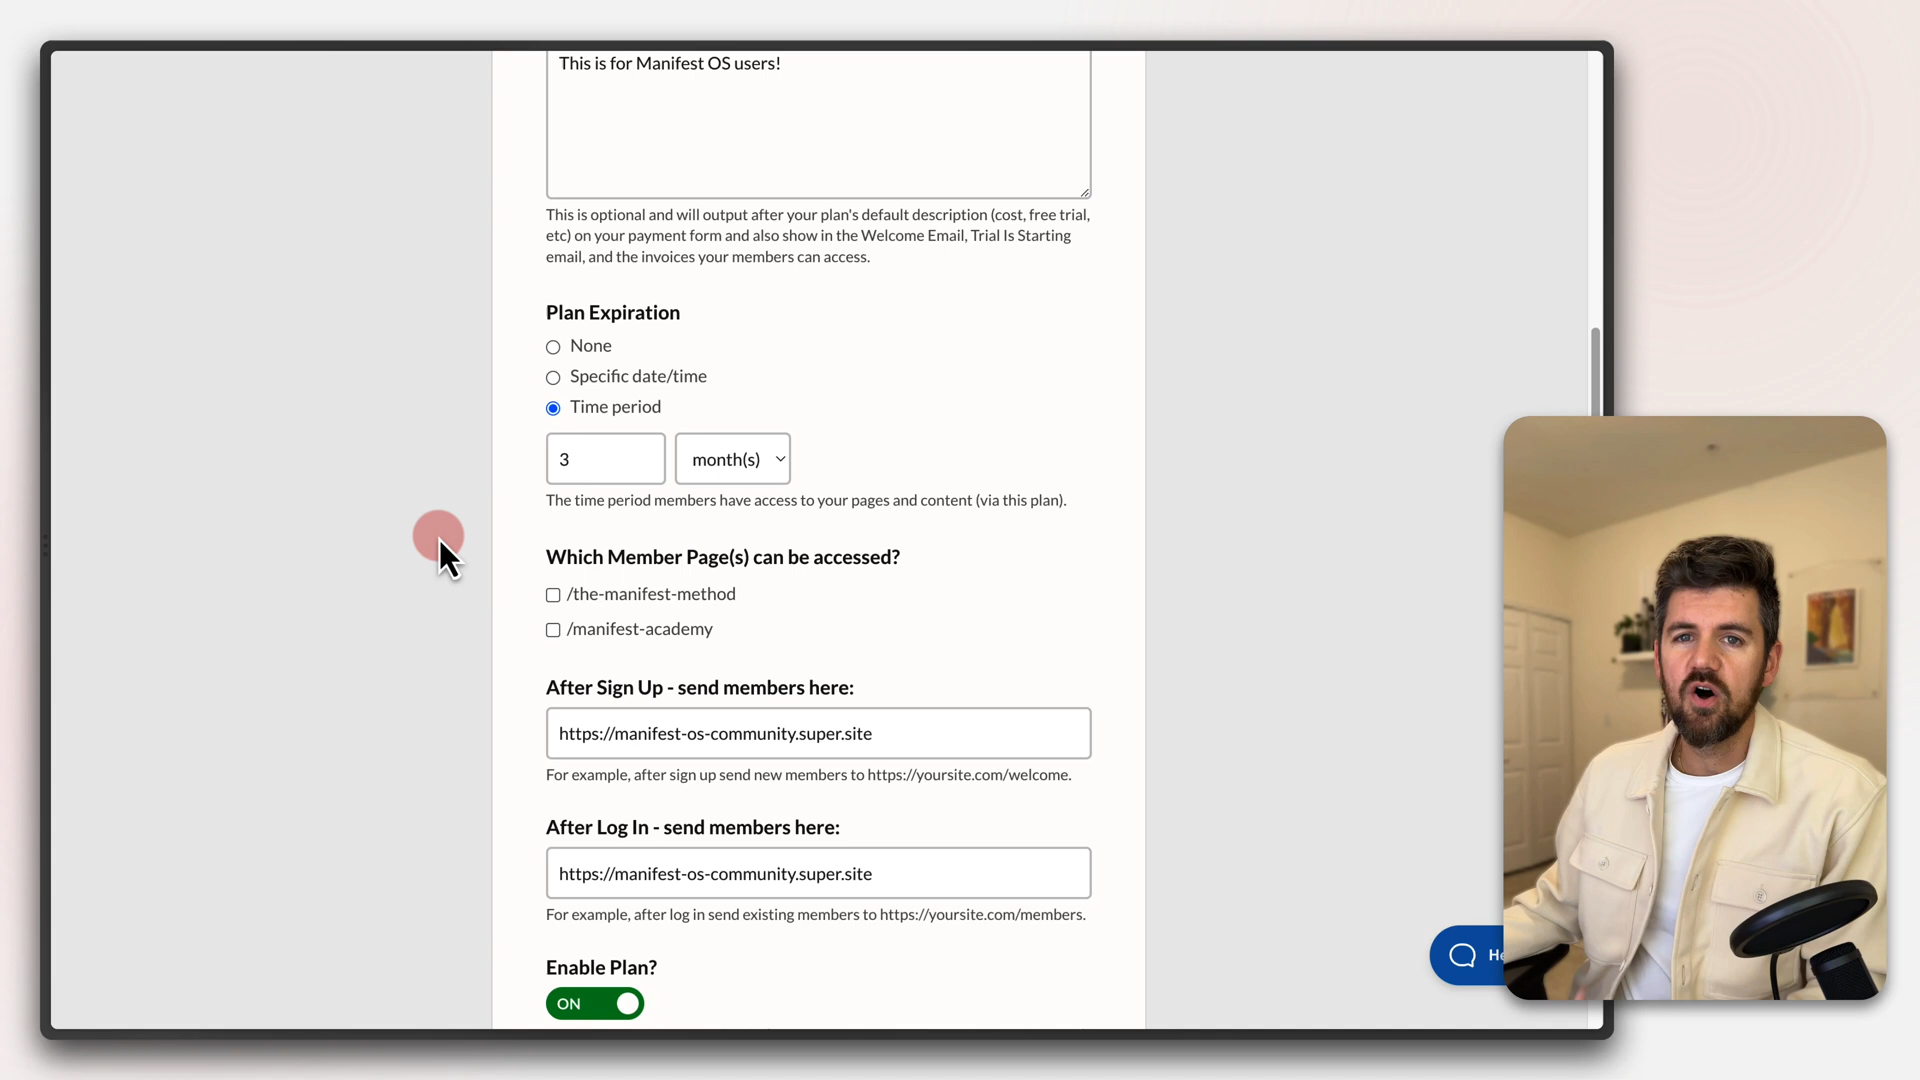 This is for Manifest OS users!
This is optional and will output after your plan's default description (cost, free trial,
etc) on your payment form and also show in the Welcome Email, Trial Is Starting
email, and the invoices your members can access.
Plan Expiration
None
Specific date/time
Time period
3
month(s)
The time period members have access to your pages and content (via this plan).
Which Member Page(s) can be accessed?
/the-manifest-method
/manifest-academy
After Sign Up - send members here:
https://manifest-os-community.super.site
For example, after sign up send new members to https://yoursite.com/welcome.
After Log In - send members here:
https://manifest-os-community.super.site
For example, after log in send existing members to https://yoursite.com/members.
Enable Plan?
ON